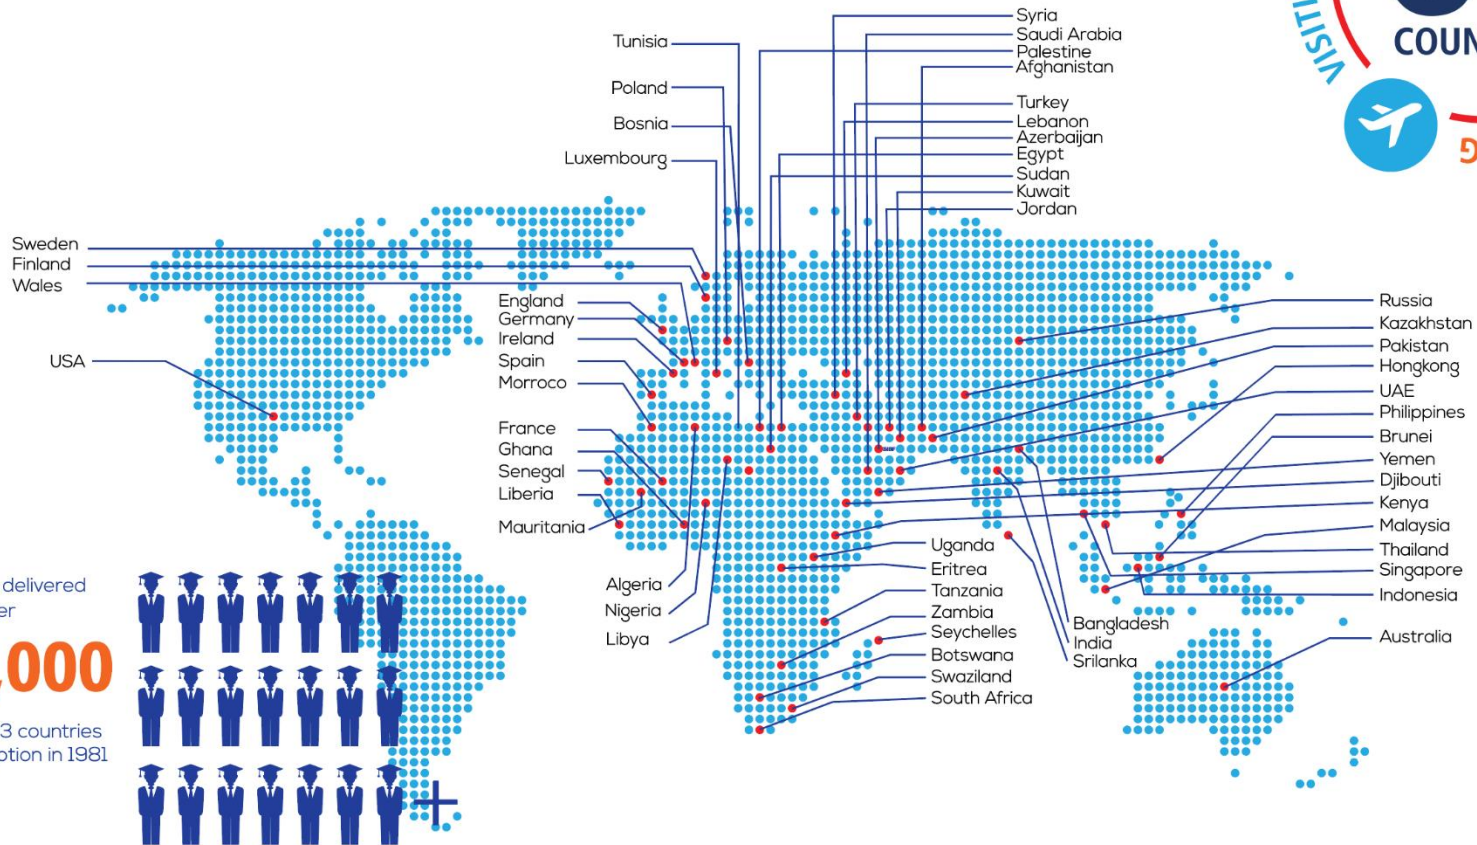 Syria
Saudi Arabia
Palestine
Afghanistan
Turkey
Lebanon
Azerbaijan
Egypt
Sudan
Kuwait
Jordan
Tunisia
Poland
Bosnia
Luxembourg
Sweden
Finland
Wales
USA
England
Germany
Ireland
Spain
Morroco
France
Ghana
Senegal
Liberia
Mauritania
Algeria
Nigeria
Libya
Russia
Kazakhstan
Pakistan
Hongkong
UAE
Philippines
Brunei
Yemen
Djibouti
Kenya
Malaysia
Thailand
Singapore
Indonesia
Australia
Uganda
Eritrea
Tanzania
Zambia
Seychelles
Botswana
Swaziland
South Africa
Bangladesh
India
Srilanka
delivered
,000
3 countries
in 1981